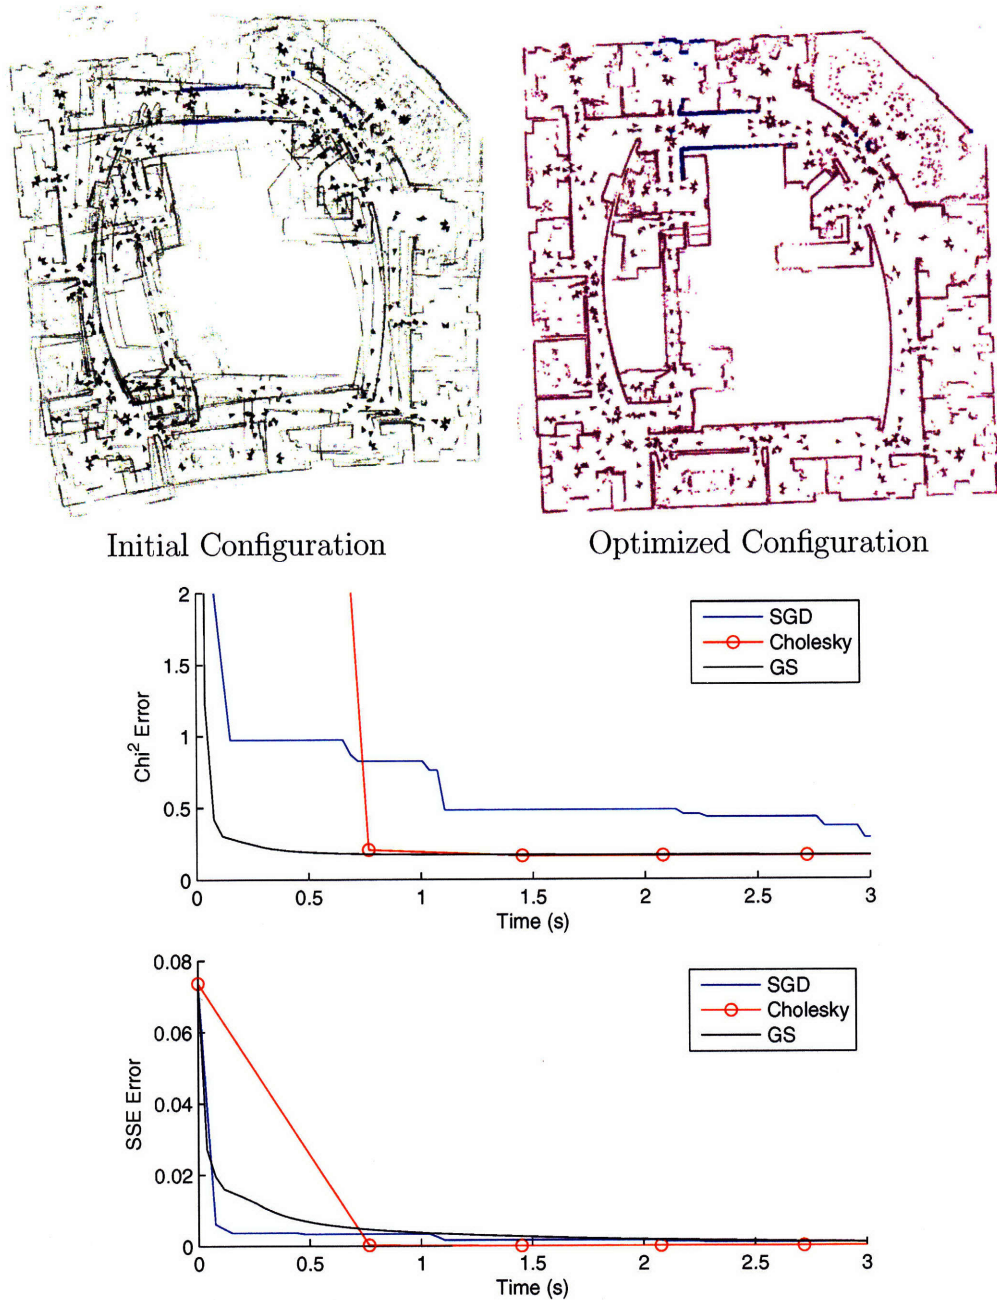 Initial Configuration
Optimized Configuration
2
1.5
1
0.5
0
Chi² Error
SGD
Cholesky
GS
0
0.5
1
1.5
2
2.5
3
Time (s)
0.08
0.06
0.04
0.02
0
SSE Error
SGD
Cholesky
GS
0
0.5
1
1.5
2
2.5
3
Time (s)